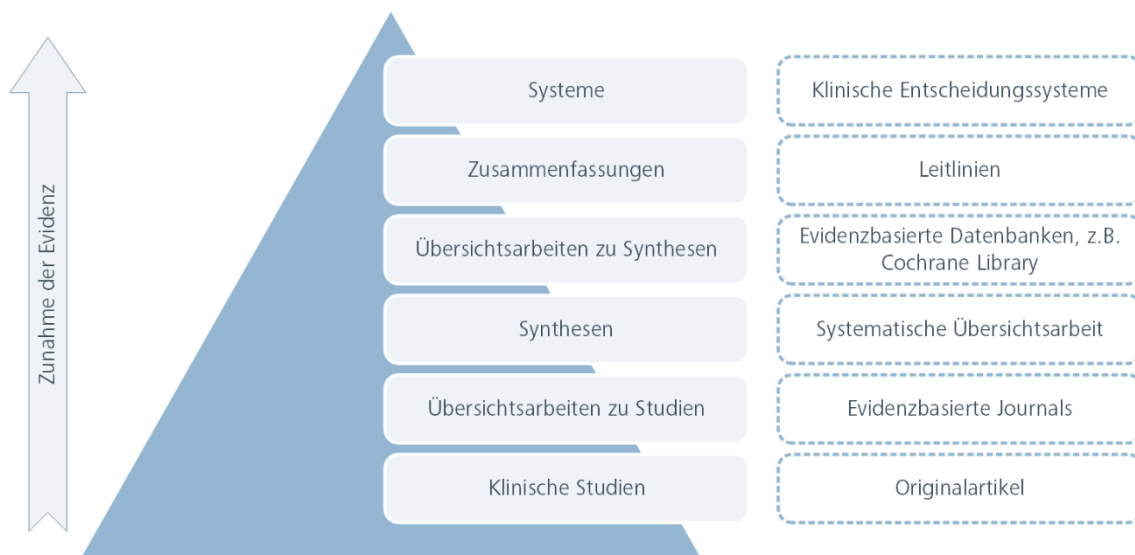 Zunahme der Evidenz
Systeme
Klinische Entscheidungssysteme
Zusammenfassungen
Leitlinien
Übersichtsarbeiten zu Synthesen
Evidenzbasierte Datenbanken, z.B.
Cochrane Library
Synthesen
Systematische Übersichtsarbeit
Übersichtsarbeiten zu Studien
Evidenzbasierte Journals
Klinische Studien
Originalartikel